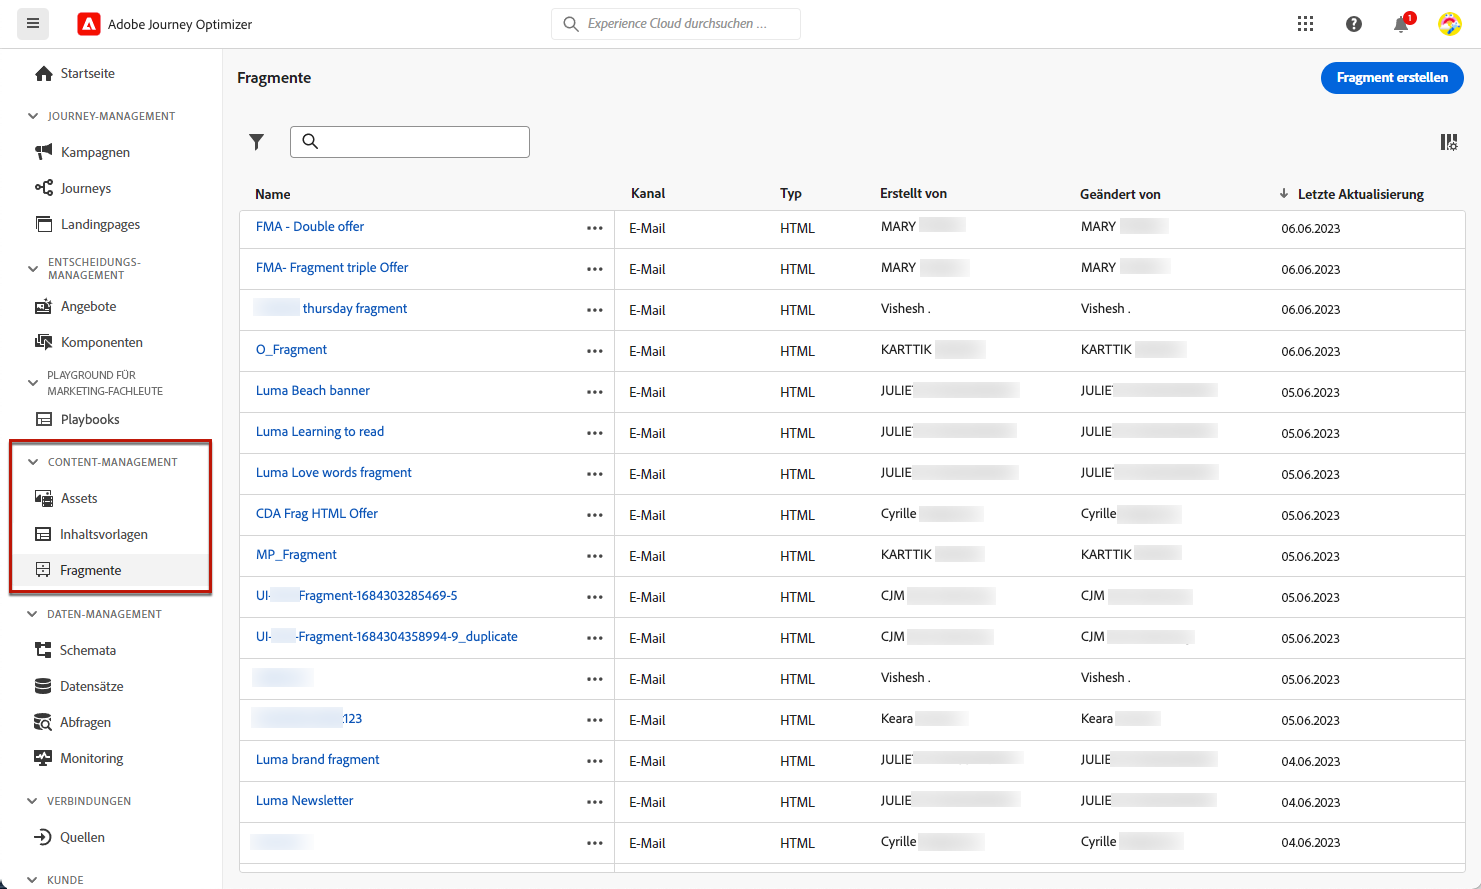 Adobe Journey Optimizer
Experience Cloud durchsuchen ...
1
Startseite
JOURNEY-MANAGEMENT
Kampagnen
Journeys
Landingpages
ENTSCHEIDUNGS-
MANAGEMENT
Angebote
Komponenten
PLAYGROUND FÜR
MARKETING-FACHLEUTE
Playbooks
CONTENT-MANAGEMENT
Assets
Inhaltsvorlagen
Fragmente
DATEN-MANAGEMENT
Schemata
Datensätze
Abfragen
Monitoring
VERBINDUNGEN
Quellen
KUNDE
Fragmente
Fragment erstellen
Name Kanal Typ Erstellt von Geändert von Letzte Aktualisierung
FMA - Double offer E-Mail HTML MARY MARY 06.06.2023
FMA- Fragment triple Offer E-Mail HTML MARY MARY 06.06.2023
thursday fragment E-Mail HTML Vishesh . Vishesh . 06.06.2023
O_Fragment E-Mail HTML KARTTIK KARTTIK 06.06.2023
Luma Beach banner E-Mail HTML JULIET JULIE 05.06.2023
Luma Learning to read E-Mail HTML JULIE JULIE 05.06.2023
Luma Love words fragment E-Mail HTML JULIE JULIET 05.06.2023
CDA Frag HTML Offer E-Mail HTML Cyrille Cyrille 05.06.2023
MP_Fragment E-Mail HTML KARTTIK KARTTIK 05.06.2023
UI- Fragment-1684303285469-5 E-Mail HTML CJM CJM 05.06.2023
UI- -Fragment-1684304358994-9_duplicate E-Mail HTML CJM CJM 05.06.2023
E-Mail HTML Vishesh . Vishesh . 05.06.2023
123 E-Mail HTML Keara Keara 05.06.2023
Luma brand fragment E-Mail HTML JULIET JULIE 04.06.2023
Luma Newsletter E-Mail HTML JULIE JULIE 04.06.2023
E-Mail HTML Cyrille Cyrille 04.06.2023